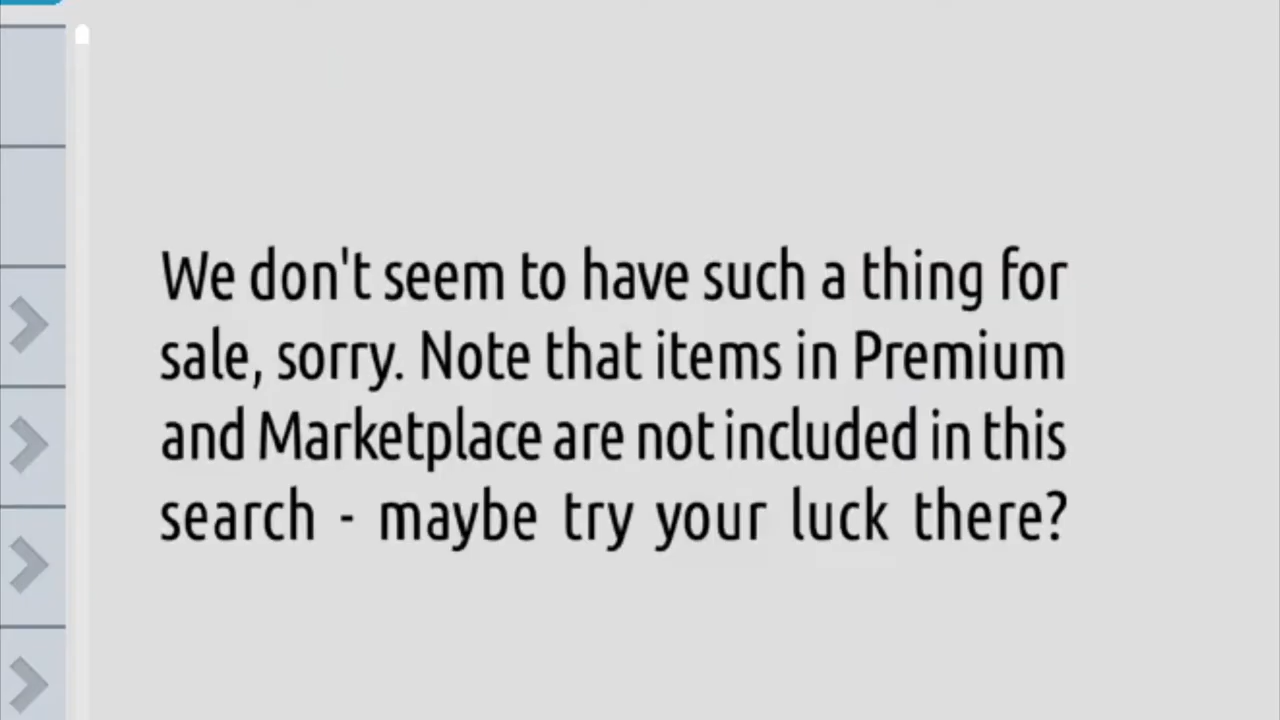 We don't seem to have such a thing for
sale, sorry. Note that items in Premium
and Marketplace are not included in this
search - maybe try your luck there?